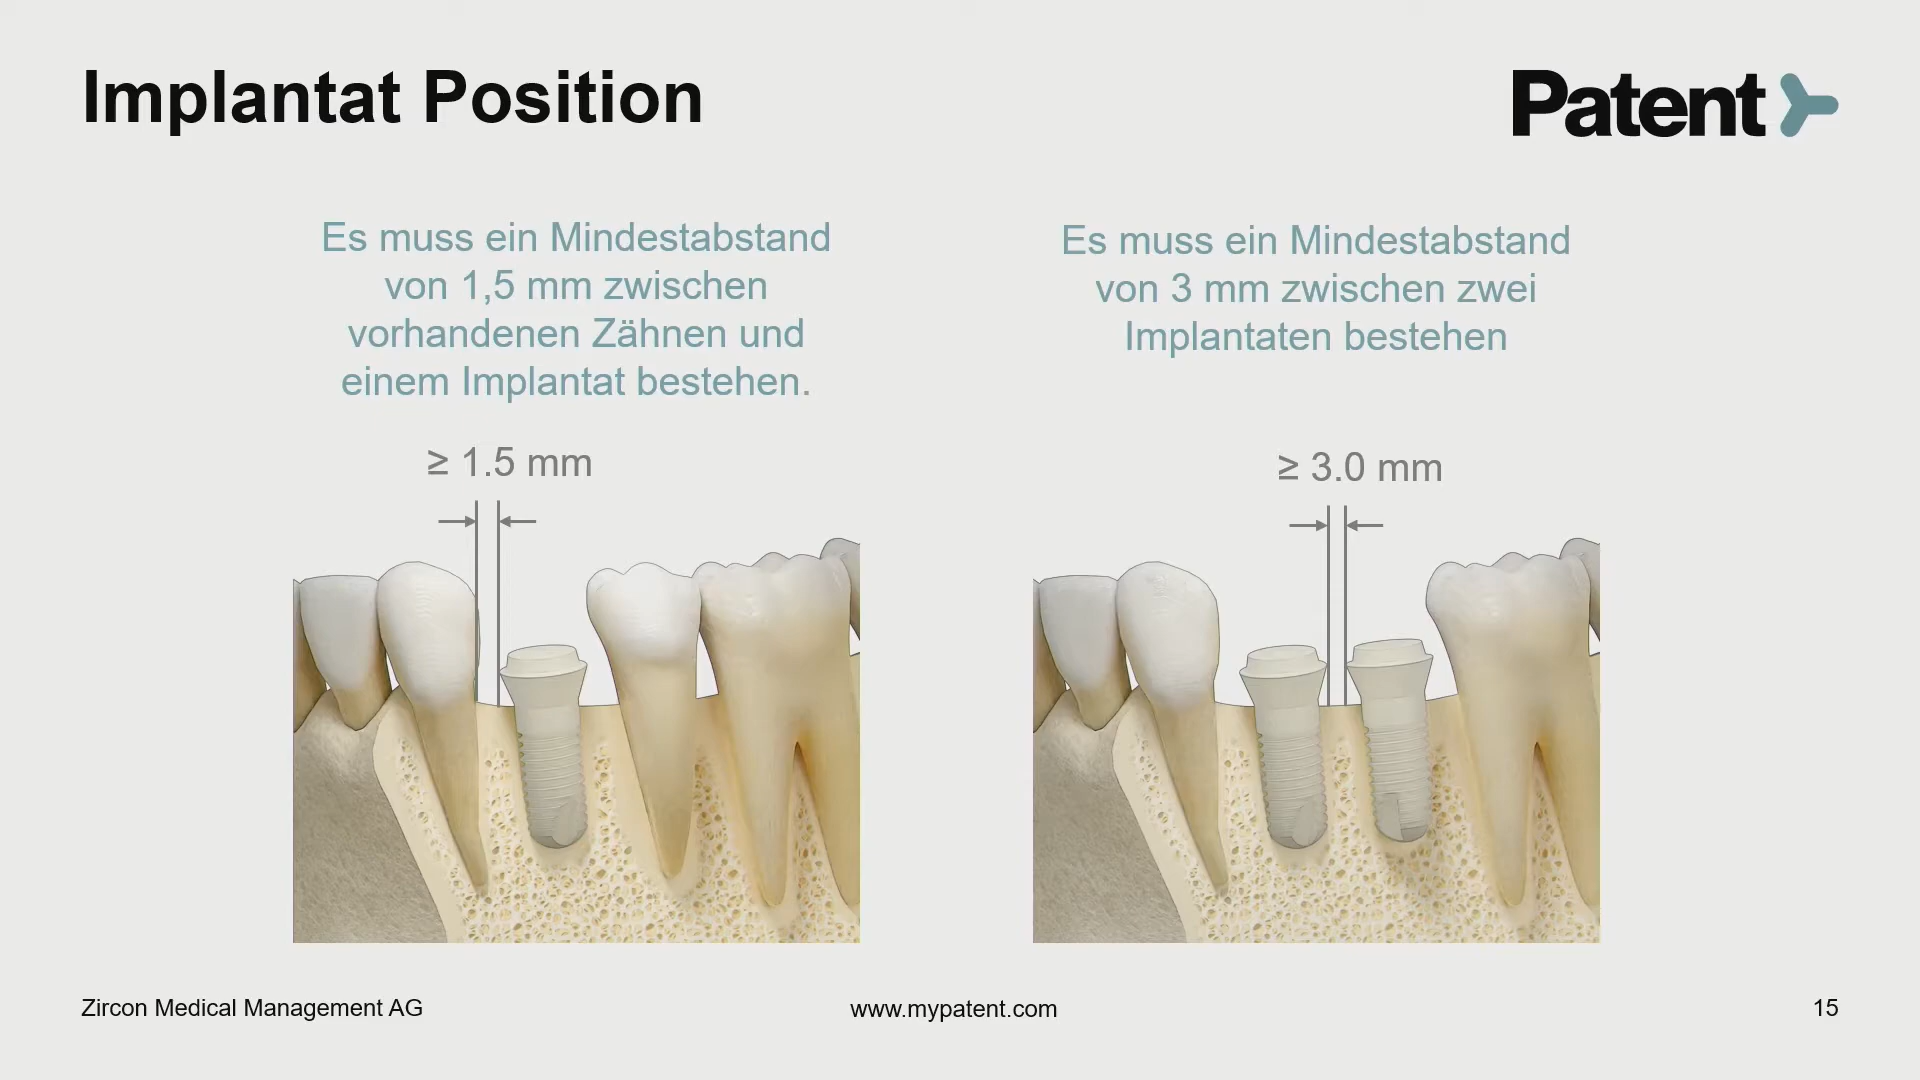 Implantat Position
Patent
Es muss ein Mindestabstand
von 1,5 mm zwischen
vorhandenen Zähnen und
einem Implantat bestehen.
≥ 1.5 mm
Es muss ein Mindestabstand
von 3 mm zwischen zwei
Implantaten bestehen
≥ 3.0 mm
Zircon Medical Management AG
www.mypatent.com
15